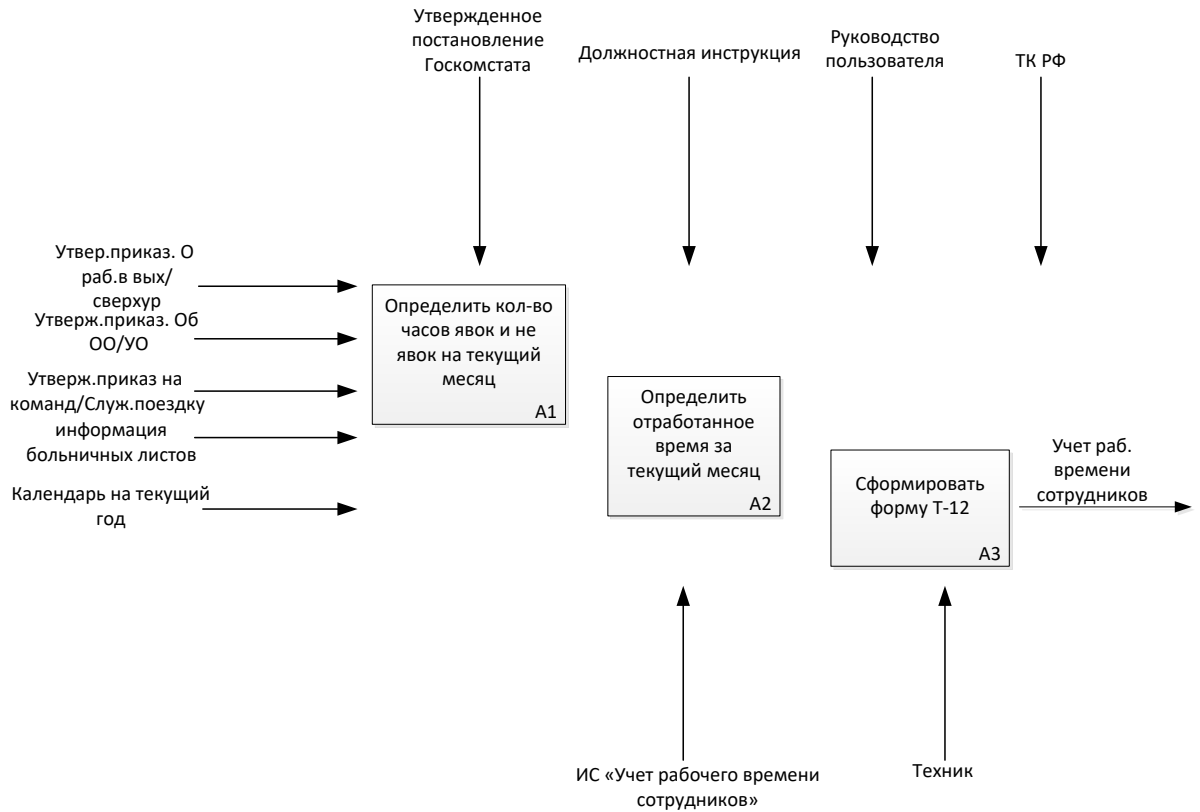 Утвержденное
постановление
Госкомстата
Должностная инструкция
Руководство
пользователя
ТК РФ
Утвер.приказ. О
раб.в вых/
сверхур
Утверж.приказ. Об
ОО/УО
Утверж.приказ на
команд/Служ.поездку
информация
больничных листов
Календарь на текущий
год
Определить кол-во
часов явок и не
явок на текущий
месяц
А1
Определить
отработанное
время за
текущий месяц
А2
Сформировать
форму Т-12
А3
Учет раб.
времени
сотрудников
ИС «Учет рабочего времени
сотрудников»
Техник